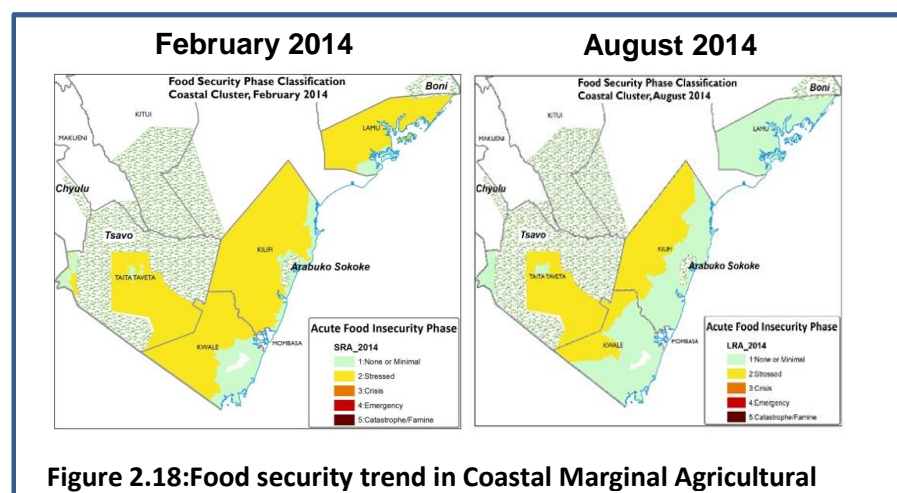 February 2014
August 2014
Food Security Phase Classification
Coastal Cluster, February 2014
Boni
KITUI
LAMU
MAKUENI
Chyulu
Tsavo
KILIFI
Arabuko Sokoke
TAITA TAVETA
KWALE
MOMBASA
Acute Food Insecurity Phase
SRA_2014
1:None or Minimal
2:Stressed
3:Crisis
4:Emergency
5:Catastrophe/Famine
Food Security Phase Classification
Coastal Cluster, August 2014
Boni
KITUI
LAMU
MAKUENI
Chyulu
Tsavo
KILIFI
Arabuko Sokoke
TAITA TAVETA
KWALE
MOMBASA
Acute Food Insecurity Phase
LRA_2014
1:None or Minimal
2:Stressed
3:Crisis
4:Emergency
5:Catastrophe/Famine
Figure 2.18:Food security trend in Coastal Marginal Agricultural